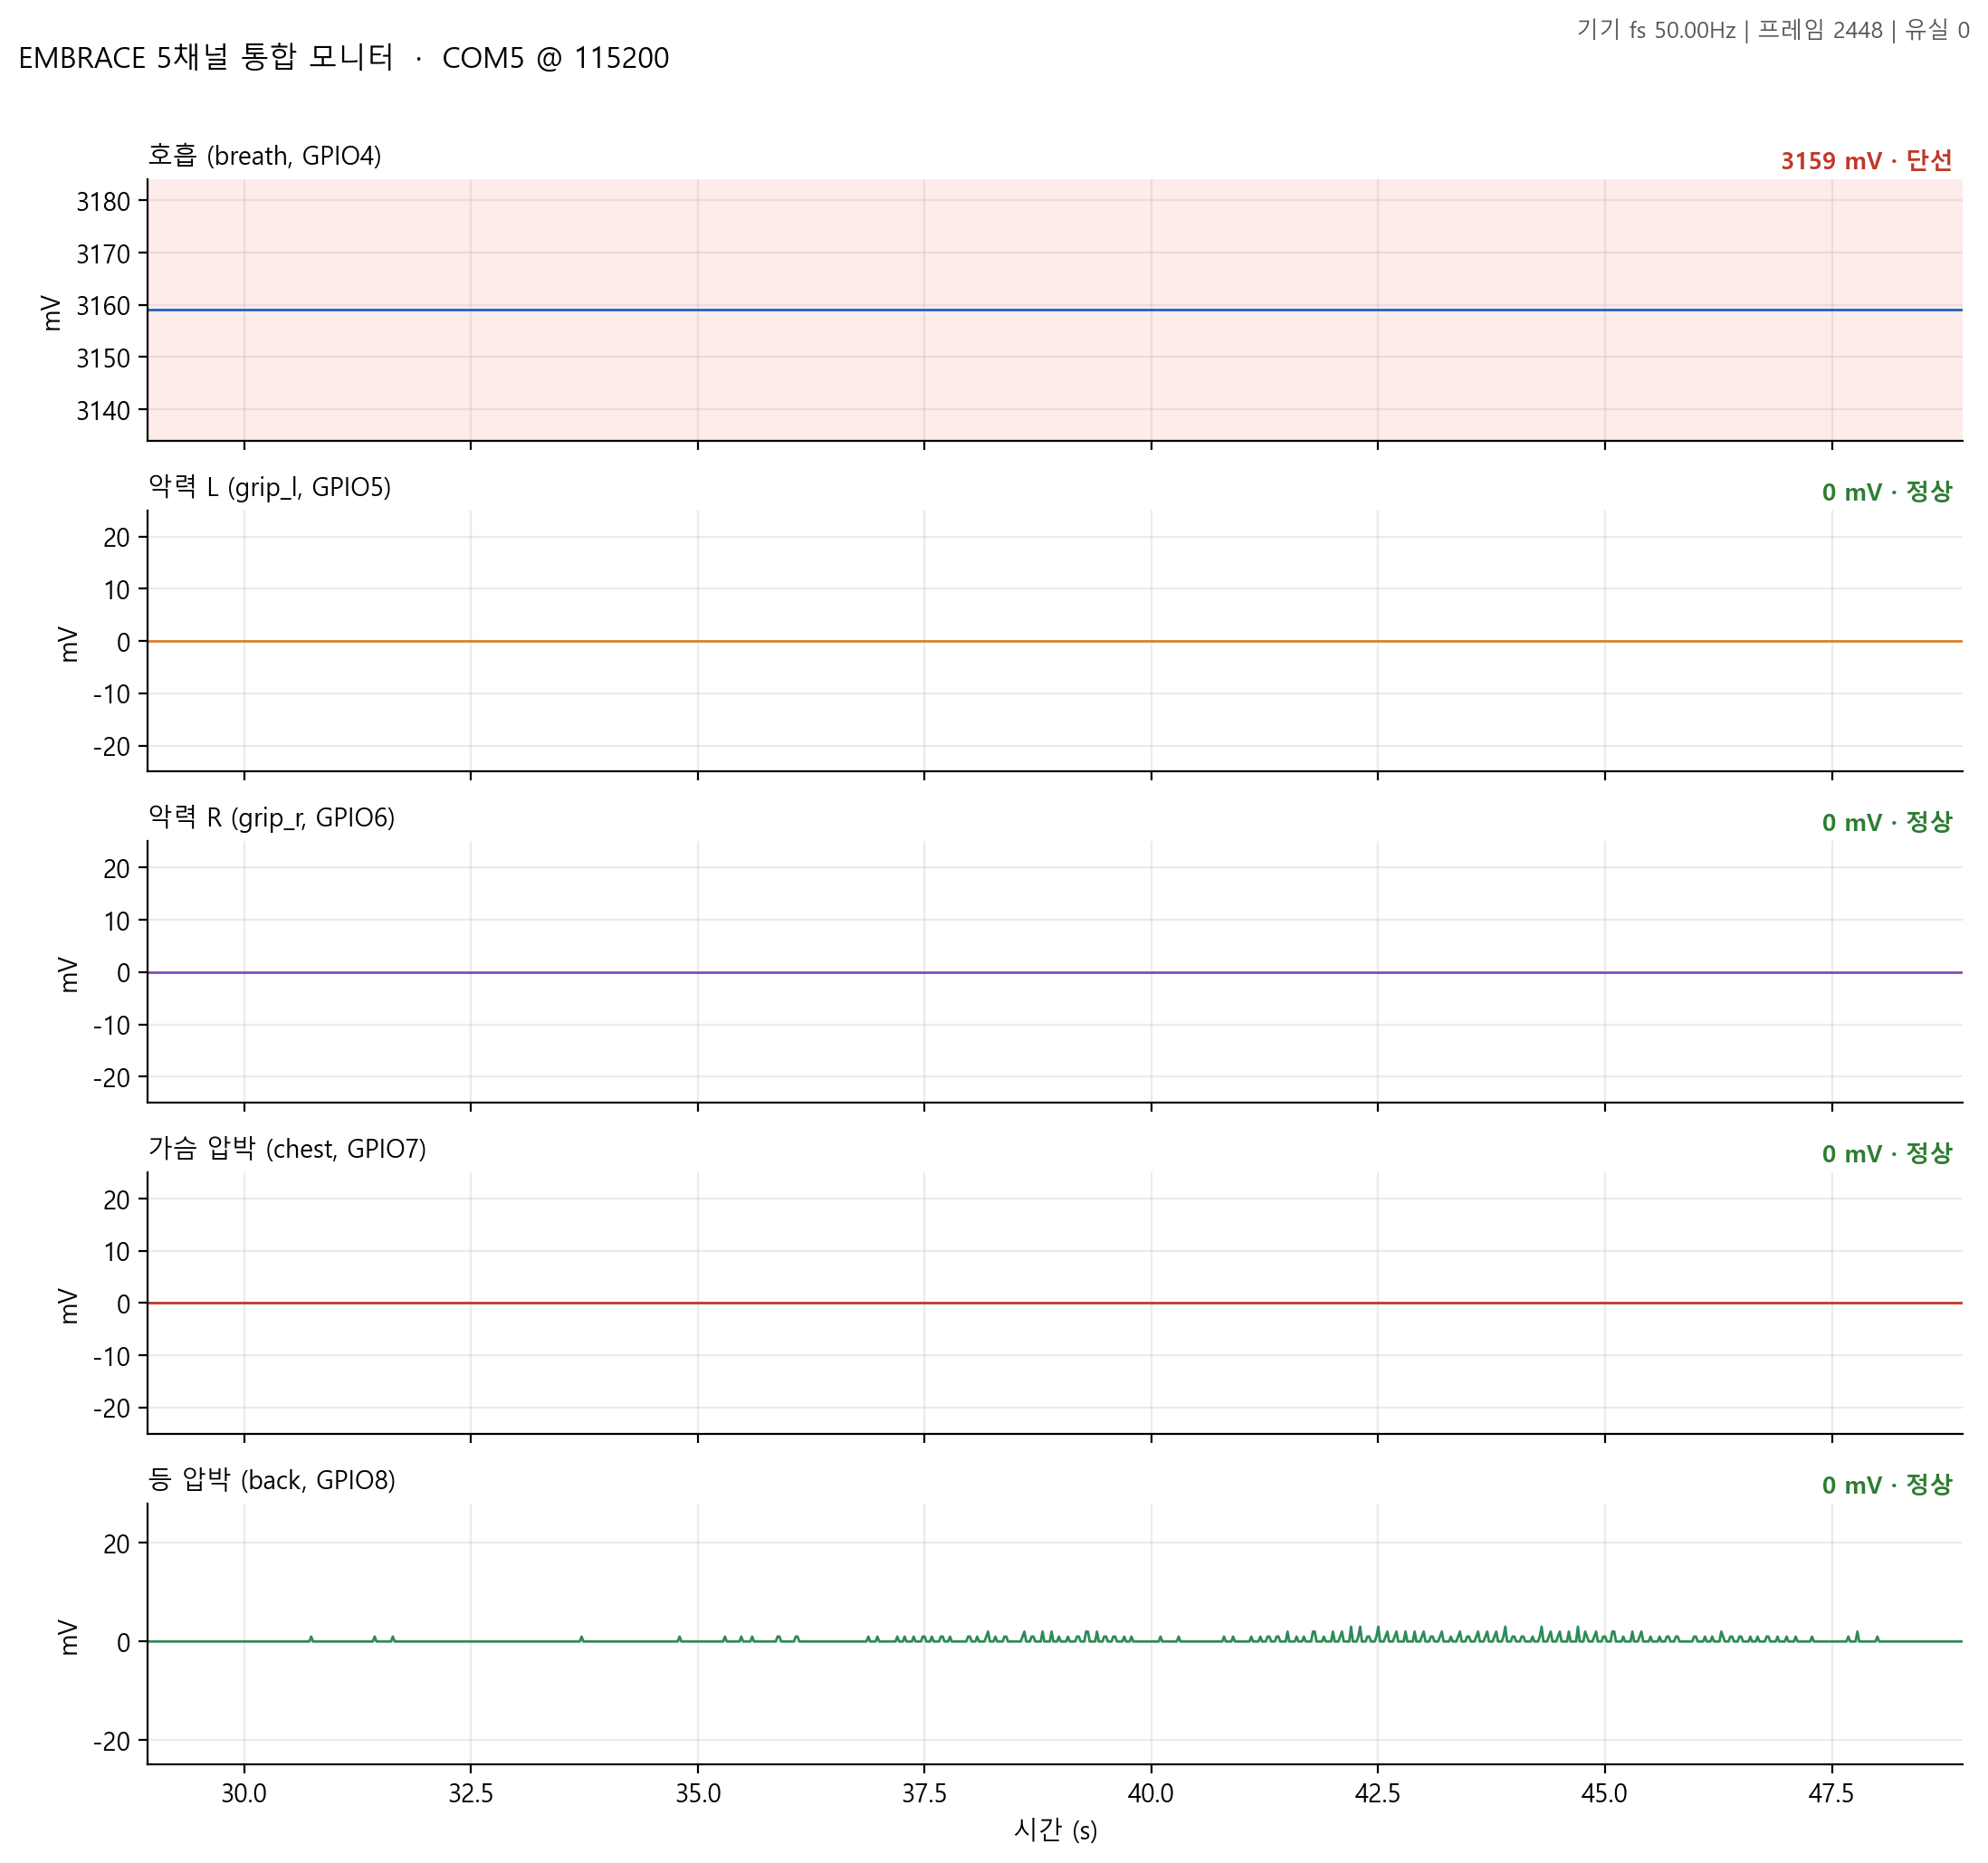 기기 fs 50.00Hz | 프레임 2448 | 유실 0
EMBRACE 5채널 통합 모니터 · COM5 @ 115200
호흡 (breath, GPIO4)
3159 mV · 단선
3180
3170
3160
3150
3140
mV
악력 L (grip_l, GPIO5)
0 mV · 정상
20
10
0
-10
-20
mV
악력 R (grip_r, GPIO6)
0 mV · 정상
20
10
0
-10
-20
mV
가슴 압박 (chest, GPIO7)
0 mV · 정상
20
10
0
-10
-20
mV
등 압박 (back, GPIO8)
0 mV · 정상
20
0
-20
mV
30.0 32.5 35.0 37.5 40.0 42.5 45.0 47.5
시간 (s)